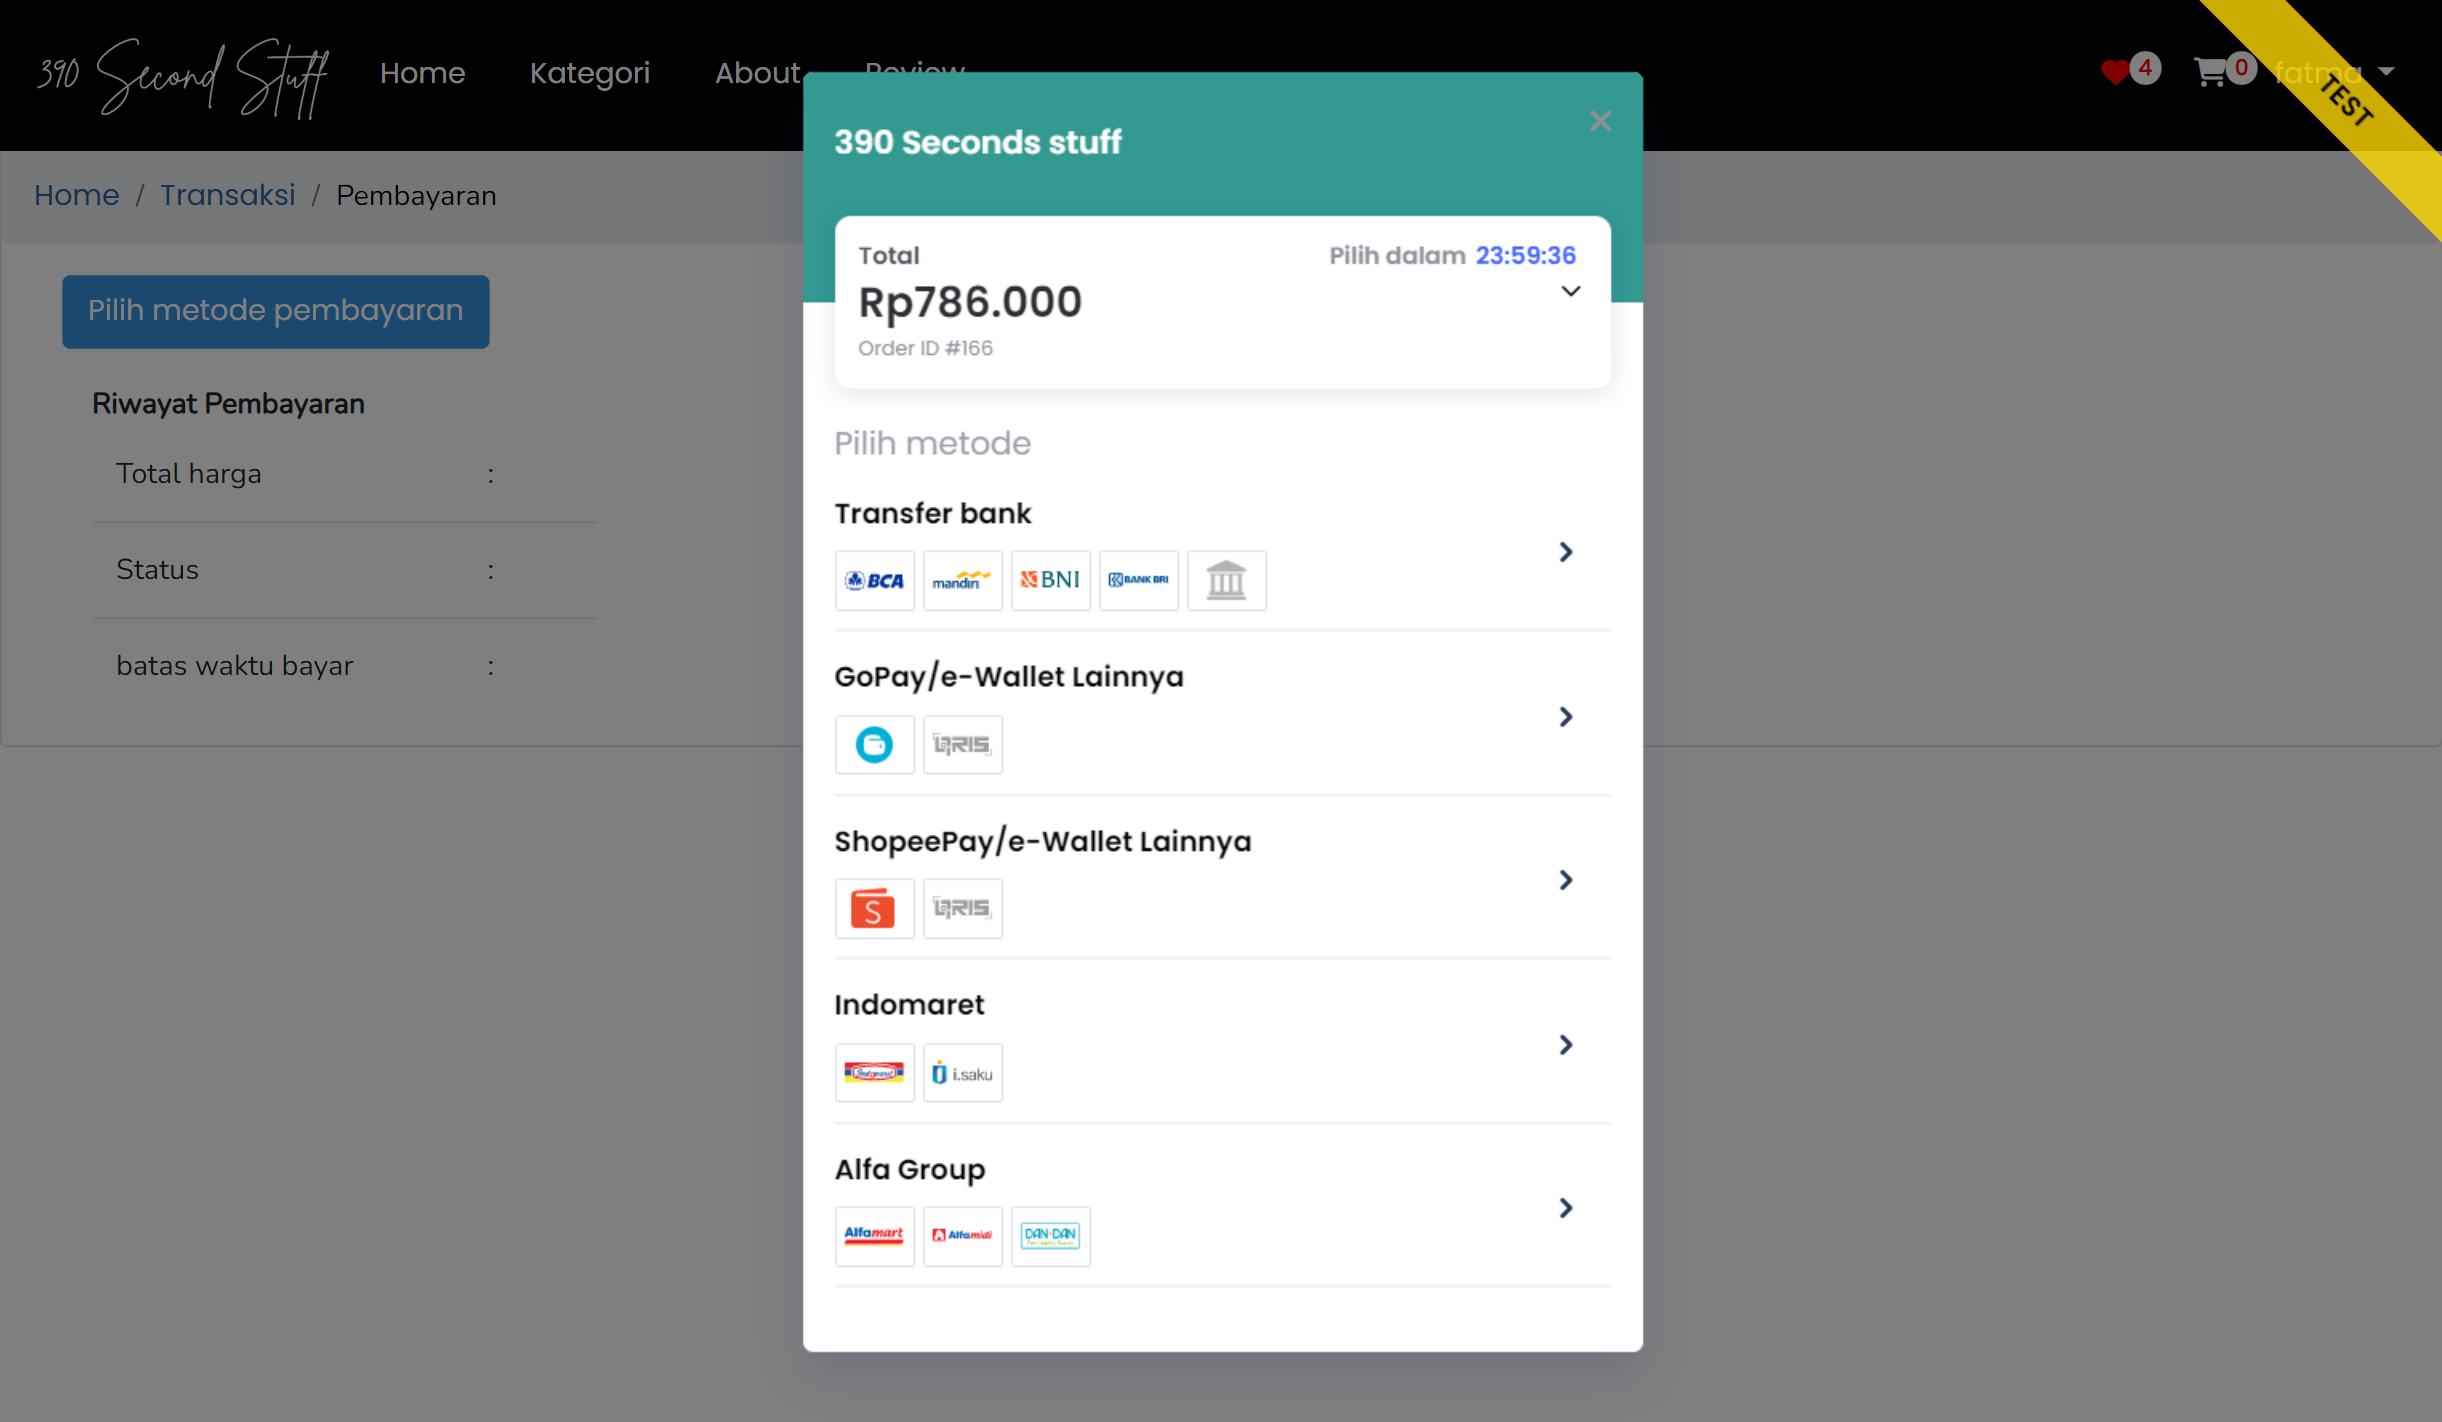 390 Second Stuff
Home
Kategori
About
Review
4
0
fatma
TEST
Home / Transaksi / Pembayaran
Pilih metode pembayaran
Riwayat Pembayaran
Total harga :
Status :
batas waktu bayar :
390 Seconds stuff
Total
Pilih dalam 23:59:36
Rp786.000
Order ID #166
Pilih metode
Transfer bank
BCA
mandiri
BNI
BANK BRI
GoPay/e-Wallet Lainnya
QRIS
ShopeePay/e-Wallet Lainnya
S
QRIS
Indomaret
Indomaret
i.saku
Alfa Group
Alfamart
Alfamidi
DAN+DAN